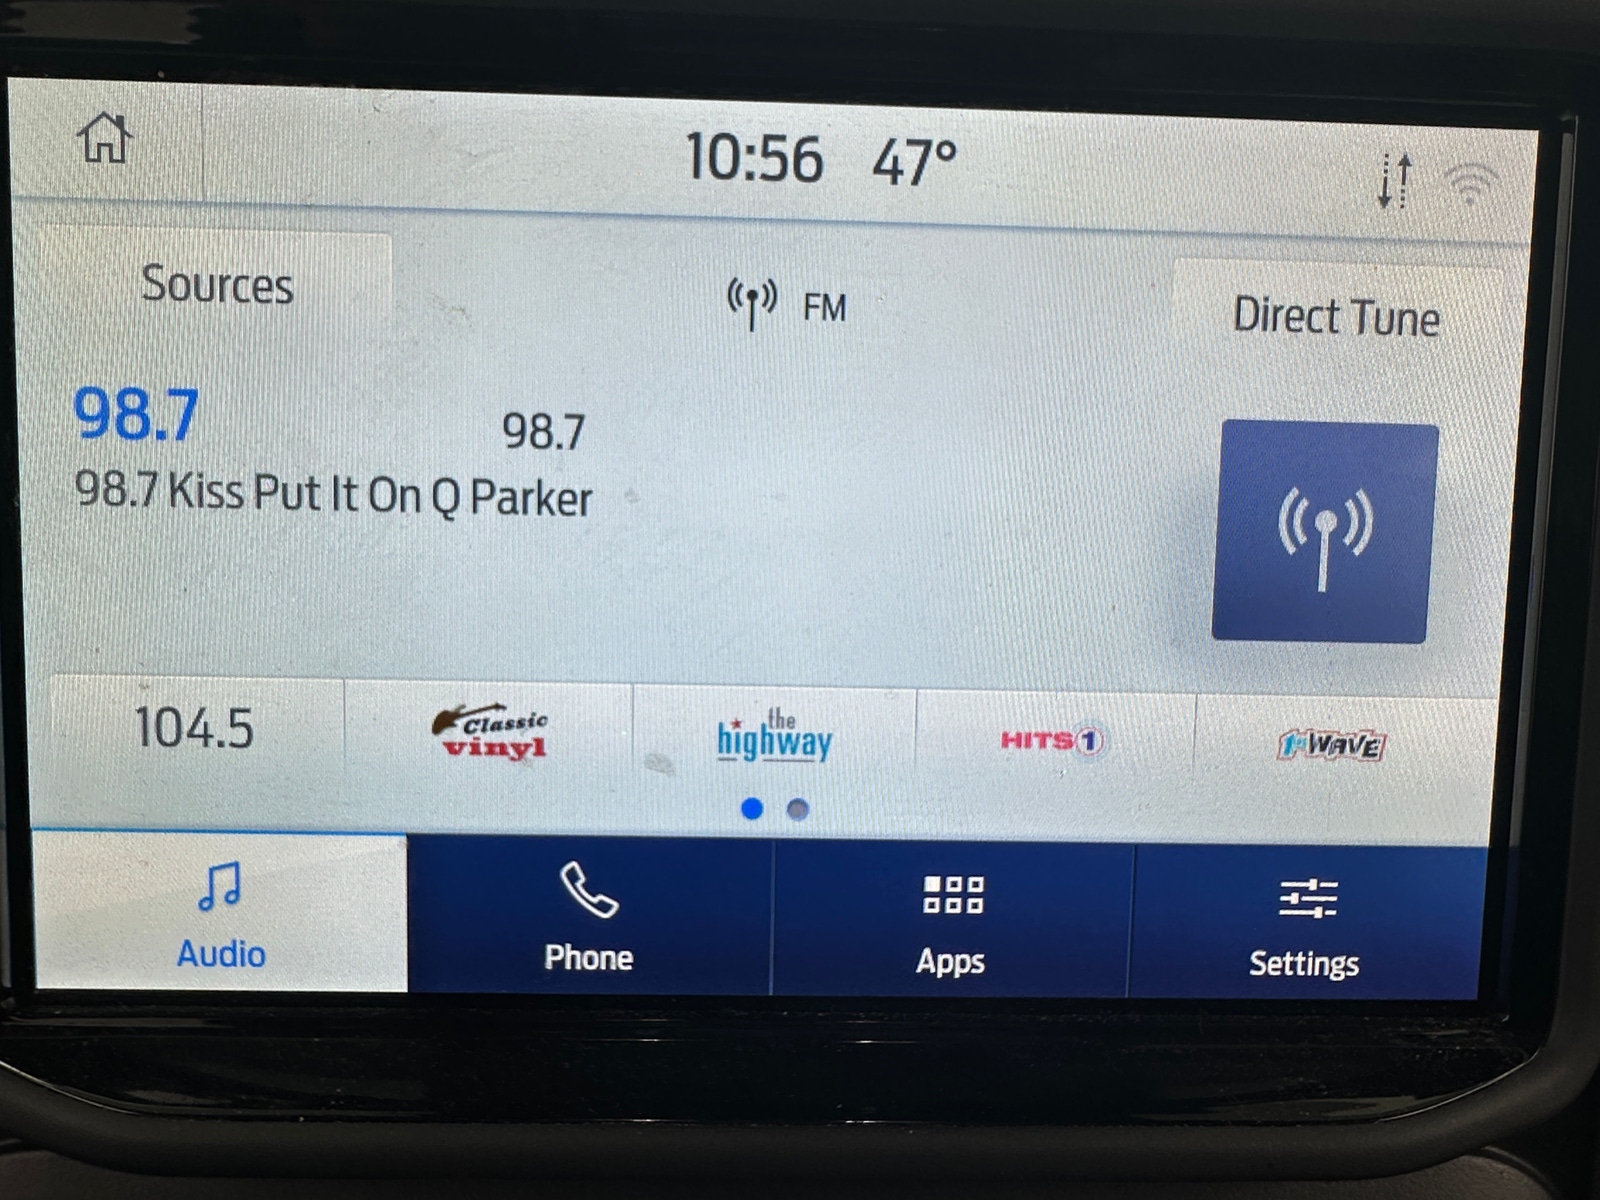 10:56 47°
Sources
FM
Direct Tune
98.7
98.7
98.7 Kiss Put It On Q Parker
104.5
Classic
vinyl
the
highway
HITS 1
1st WAVE
Audio
Phone
Apps
Settings